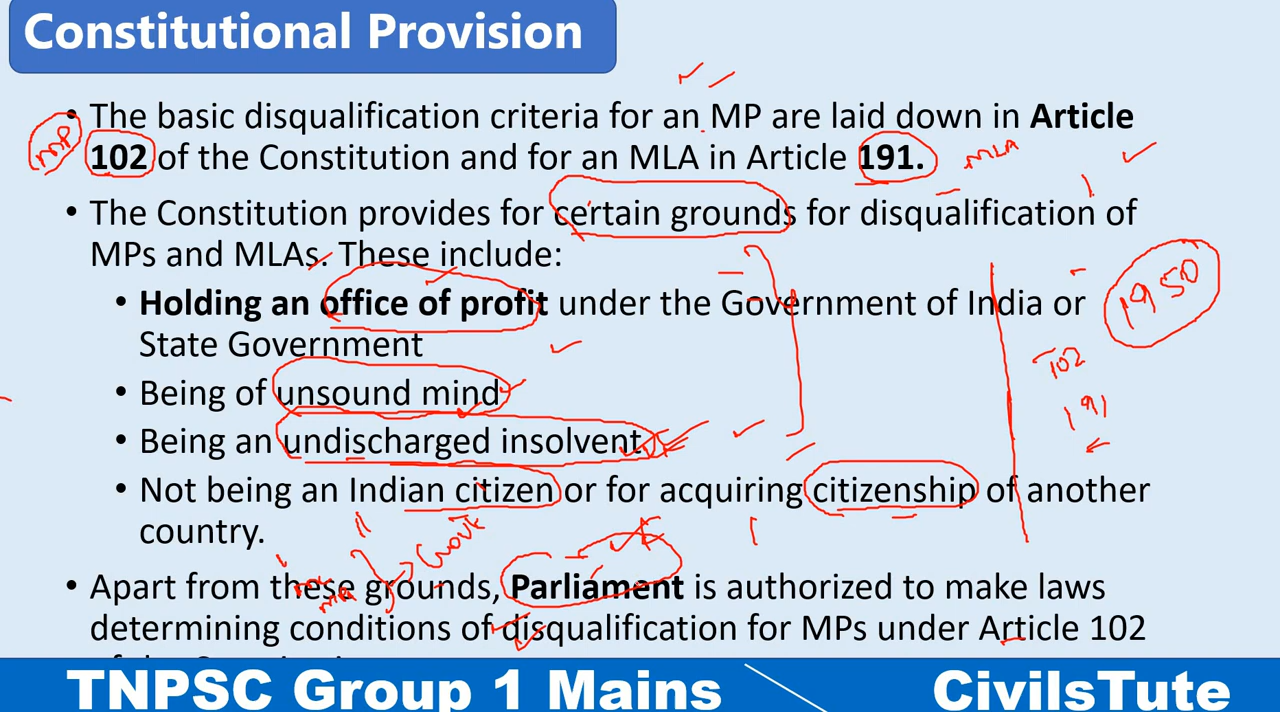 Constitutional Provision
• The basic disqualification criteria for an MP are laid down in Article
MP
102 of the Constitution and for an MLA in Article 191.
MLA
• The Constitution provides for certain grounds for disqualification of
MPs and MLAs. These include:
• Holding an office of profit under the Government of India or
1950
State Government
102
• Being of unsound mind
191
• Being an undischarged insolvent
• Not being an Indian citizen or for acquiring citizenship of another
country.
Govt
• Apart from these grounds, Parliament is authorized to make laws
determining conditions of disqualification for MPs under Article 102
TNPSC Group 1 Mains
CivilsTute